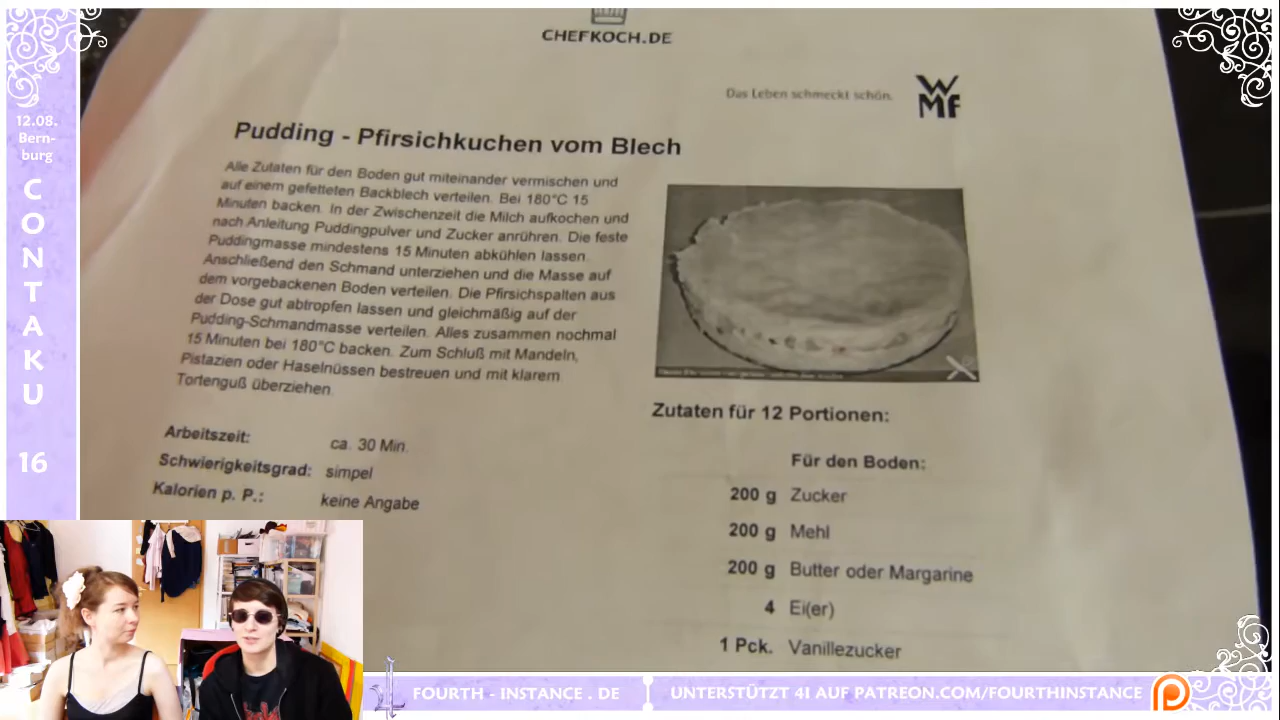 CHEFKOCH.DE
Das Leben schmeckt schön.
WMF
Pudding - Pfirsichkuchen vom Blech
Alle Zutaten für den Boden gut miteinander vermischen und
auf einem gefetteten Backblech verteilen. Bei 180°C 15
Minuten backen. In der Zwischenzeit die Milch aufkochen und
nach Anleitung Puddingpulver und Zucker anrühren. Die feste
Puddingmasse mindestens 15 Minuten abkühlen lassen.
Anschließend den Schmand unterziehen und die Masse auf
dem vorgebackenen Boden verteilen. Die Pfirsichspalten aus
der Dose gut abtropfen lassen und gleichmäßig auf der
Pudding-Schmandmasse verteilen. Alles zusammen nochmal
15 Minuten bei 180°C backen. Zum Schluß mit Mandeln,
Pistazien oder Haselnüssen bestreuen und mit klarem
Tortenguß überziehen.
Arbeitszeit: ca. 30 Min.
Schwierigkeitsgrad: simpel
Kalorien p. P.: keine Angabe
Zutaten für 12 Portionen:
Für den Boden:
200 g Zucker
200 g Mehl
200 g Butter oder Margarine
4 Ei(er)
1 Pck. Vanillezucker
12.08.
Bern-
burg
CONTAKU
16
FOURTH - INSTANCE . DE
UNTERSTÜTZT 4I AUF PATREON.COM/FOURTHINSTANCE